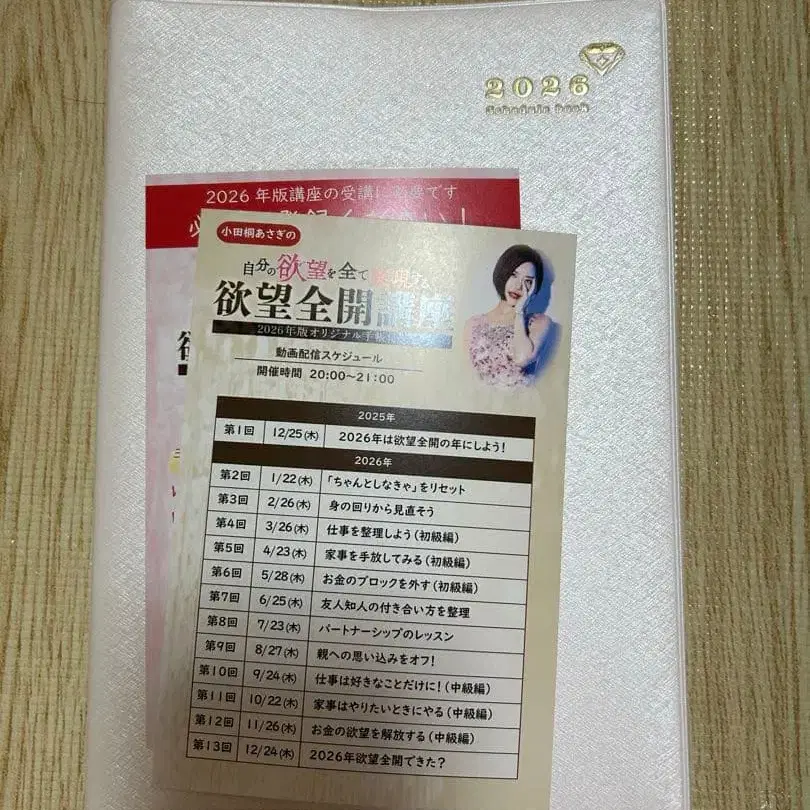 2026
Schedule book
2026年版講座の受講に必要です
小田桐あさぎの
自分の欲望を全て
欲望全開講座
2026年版オリジナル手帳
動画配信スケジュール
開催時間 20:00〜21:00
2025年
第1回 12/25(木) 2026年は欲望全開の年にしよう!
2026年
第2回 1/22(木) 「ちゃんとしなきゃ」をリセット
第3回 2/26(木) 身の回りから見直そう
第4回 3/26(木) 仕事を整理しよう(初級編)
第5回 4/23(木) 家事を手放してみる(初級編)
第6回 5/28(木) お金のブロックを外す(初級編)
第7回 6/25(木) 友人知人の付き合い方を整理
第8回 7/23(木) パートナーシップのレッスン
第9回 8/27(木) 親への思い込みをオフ!
第10回 9/24(木) 仕事は好きなことだけに!(中級編)
第11回 10/22(木) 家事はやりたいときにやる(中級編)
第12回 11/26(木) お金の欲望を解放する(中級編)
第13回 12/24(木) 2026年欲望全開できた?